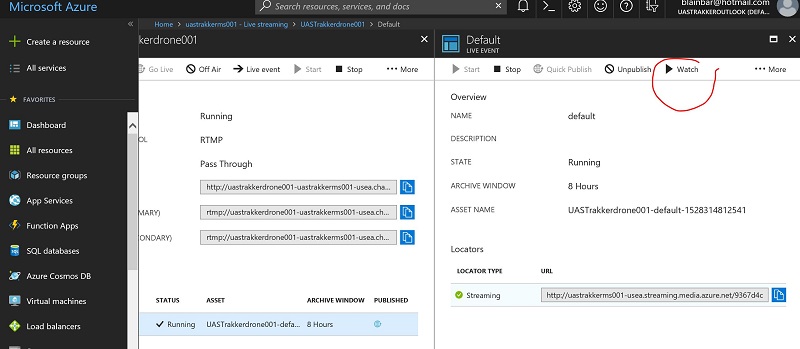 Microsoft Azure
Search resources, services, and docs
blainbar@hotmail.com
UASTRAKKEROUTLOOK (DEFA...
Create a resource
All services
FAVORITES
Dashboard
All resources
Resource groups
App Services
Function Apps
SQL databases
Azure Cosmos DB
Virtual machines
Load balancers
Home > uastrakkerms001 - Live streaming > UASTrakkerdrone001 > Default
kkerdrone001
Go Live Off Air Live event Start Stop ... More
Running
OL RTMP
Pass Through
http://uastrakkerdrone001-uastrakkerms001-usea.cha...
MARY) rtmp://uastrakkerdrone001-uastrakkerms001-usea.ch...
CONDARY) rtmp://uastrakkerdrone001-uastrakkerms001-usea.ch...
STATUS ASSET ARCHIVE WINDOW PUBLISHED
Running UASTrakkerdrone001-defa... 8 Hours
Default
LIVE EVENT
Start Stop Quick Publish Unpublish Watch ... More
Overview
NAME default
DESCRIPTION
STATE Running
ARCHIVE WINDOW 8 Hours
ASSET NAME UASTrakkerdrone001-default-1528314812541
Locators
LOCATOR TYPE URL
Streaming http://uastrakkerms001-usea.streaming.media.azure.net/9367d4c